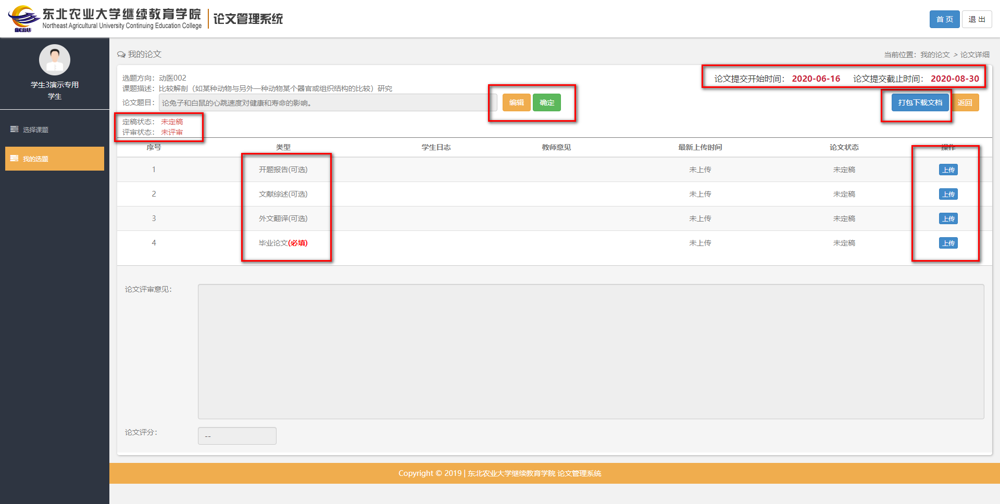 东北农业大学继续教育学院
Northeast Agricultural University Continuing Education College
论文管理系统
NEAU
首 页
退 出
学生3演示专用
学生
选择课题
我的选题
我的论文
当前位置：我的论文 > 论文详细
论文提交开始时间： 2020-06-16 论文提交截止时间： 2020-08-30
选题方向：动医002
课题描述：比较解剖（如某种动物与另外一种动物某个器官或组织结构的比较）研究
论文题目： 论兔子和白鼠的心跳速度对健康和寿命的影响。 编辑 确定 打包下载文档 返回
定稿状态： 未定稿
评审状态： 未评审
序号 类型 学生日志 教师意见 最新上传时间 论文状态 操作
1 开题报告(可选) 未上传 未定稿 上传
2 文献综述(可选) 未上传 未定稿 上传
3 外文翻译(可选) 未上传 未定稿 上传
4 毕业论文(必填) 未上传 未定稿 上传
论文评审意见：
论文评分： --
Copyright © 2019 | 东北农业大学继续教育学院 论文管理系统